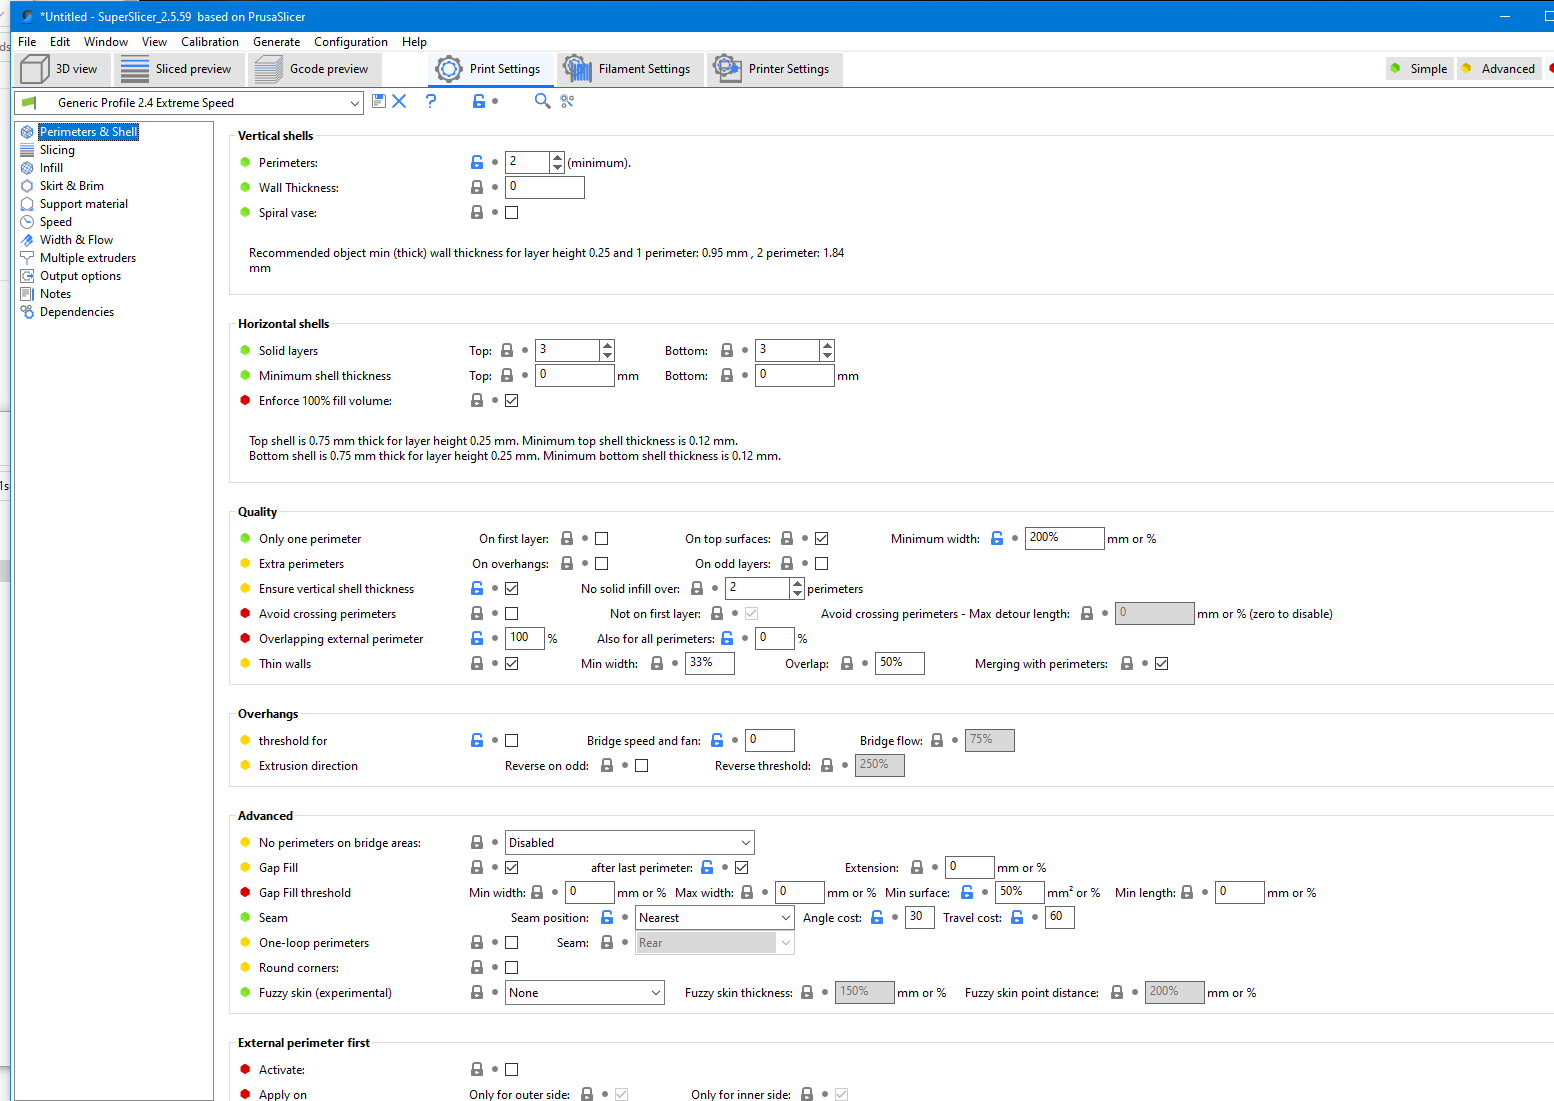 *Untitled - SuperSlicer_2.5.59 based on PrusaSlicer
File Edit Window View Calibration Generate Configuration Help
3D view Sliced preview Gcode preview Print Settings Filament Settings Printer Settings Simple Advanced
Generic Profile 2.4 Extreme Speed
Perimeters & Shell
Slicing
Infill
Skirt & Brim
Support material
Speed
Width & Flow
Multiple extruders
Output options
Notes
Dependencies
Vertical shells
Perimeters: 2 (minimum).
Wall Thickness: 0
Spiral vase:
Recommended object min (thick) wall thickness for layer height 0.25 and 1 perimeter: 0.95 mm , 2 perimeter: 1.84
mm
Horizontal shells
Solid layers Top: 3 Bottom: 3
Minimum shell thickness Top: 0 mm Bottom: 0 mm
Enforce 100% fill volume:
Top shell is 0.75 mm thick for layer height 0.25 mm. Minimum top shell thickness is 0.12 mm.
Bottom shell is 0.75 mm thick for layer height 0.25 mm. Minimum bottom shell thickness is 0.12 mm.
Quality
Only one perimeter On first layer: On top surfaces: Minimum width: 200% mm or %
Extra perimeters On overhangs: On odd layers:
Ensure vertical shell thickness No solid infill over: 2 perimeters
Avoid crossing perimeters Not on first layer: Avoid crossing perimeters - Max detour length: 0 mm or % (zero to disable)
Overlapping external perimeter 100 % Also for all perimeters: 0 %
Thin walls Min width: 33% Overlap: 50% Merging with perimeters:
Overhangs
threshold for Bridge speed and fan: 0 Bridge flow: 75%
Extrusion direction Reverse on odd: Reverse threshold: 250%
Advanced
No perimeters on bridge areas: Disabled
Gap Fill after last perimeter: Extension: 0 mm or %
Gap Fill threshold Min width: 0 mm or % Max width: 0 mm or % Min surface: 50% mm² or % Min length: 0 mm or %
Seam Seam position: Nearest Angle cost: 30 Travel cost: 60
One-loop perimeters Seam: Rear
Round corners:
Fuzzy skin (experimental) None Fuzzy skin thickness: 150% mm or % Fuzzy skin point distance: 200% mm or %
External perimeter first
Activate:
Apply on Only for outer side: Only for inner side: